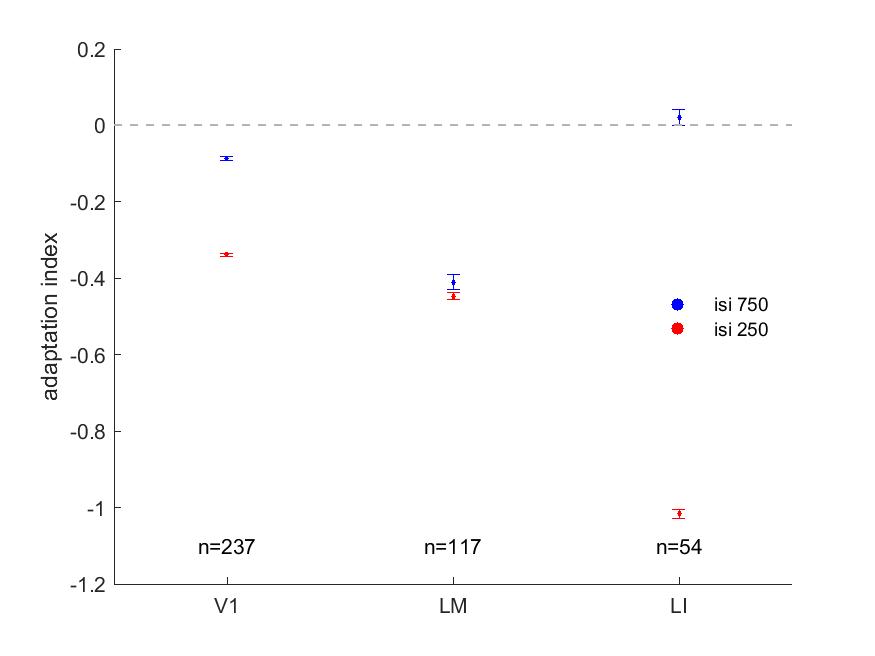 0.2
0
-0.2
-0.4
-0.6
-0.8
-1
-1.2
adaptation index
isi 750
isi 250
n=237
n=117
n=54
V1
LM
LI